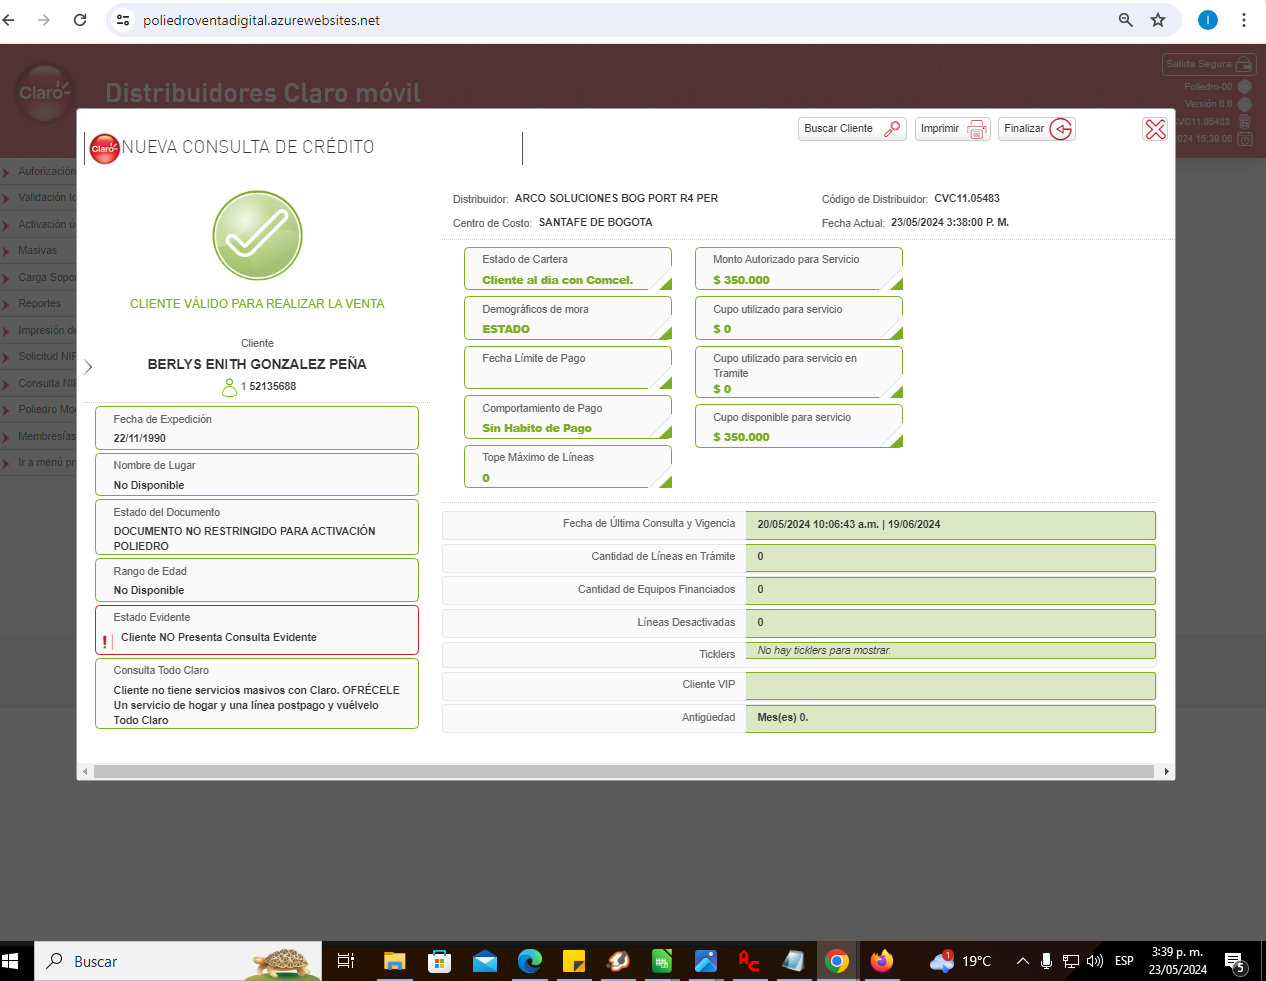 poliedroventadigital.azurewebsites.net
I
Claro
Distribuidores Claro móvil
Salida Segura
Poliedro-00
Versión 6.6
CVC11.05483
2024 15:39:06
Autorización
Validación Id
Activación ú
Masivas
Carga Sopor
Reportes
Impresión de
Solicitud NIP
Consulta NIP
Poliedro Mo
Membresías
Ir a menú pr
Claro
NUEVA CONSULTA DE CRÉDITO
Buscar Cliente
Imprimir
Finalizar
CLIENTE VÁLIDO PARA REALIZAR LA VENTA
Cliente
BERLYS ENITH GONZALEZ PEÑA
1 52135688
Fecha de Expedición
22/11/1990
Nombre de Lugar
No Disponible
Estado del Documento
DOCUMENTO NO RESTRINGIDO PARA ACTIVACIÓN
POLIEDRO
Rango de Edad
No Disponible
Estado Evidente
! Cliente NO Presenta Consulta Evidente
Consulta Todo Claro
Cliente no tiene servicios masivos con Claro. OFRÉCELE
Un servicio de hogar y una línea postpago y vuélvelo
Todo Claro
Distribuidor: ARCO SOLUCIONES BOG PORT R4 PER
Código de Distribuidor: CVC11.05483
Centro de Costo: SANTAFE DE BOGOTA
Fecha Actual: 23/05/2024 3:38:00 P. M.
Estado de Cartera
Cliente al día con Comcel.
Demográficos de mora
ESTADO
Fecha Límite de Pago
Comportamiento de Pago
Sin Habito de Pago
Tope Máximo de Líneas
0
Monto Autorizado para Servicio
$ 350.000
Cupo utilizado para servicio
$ 0
Cupo utilizado para servicio en
Tramite
$ 0
Cupo disponible para servicio
$ 350.000
Fecha de Última Consulta y Vigencia 20/05/2024 10:06:43 a.m. | 19/06/2024
Cantidad de Líneas en Trámite 0
Cantidad de Equipos Financiados 0
Líneas Desactivadas 0
Ticklers No hay ticklers para mostrar.
Cliente VIP
Antigüedad Mes(es) 0.
Buscar
1
19°C
ESP
3:39 p. m.
23/05/2024
5